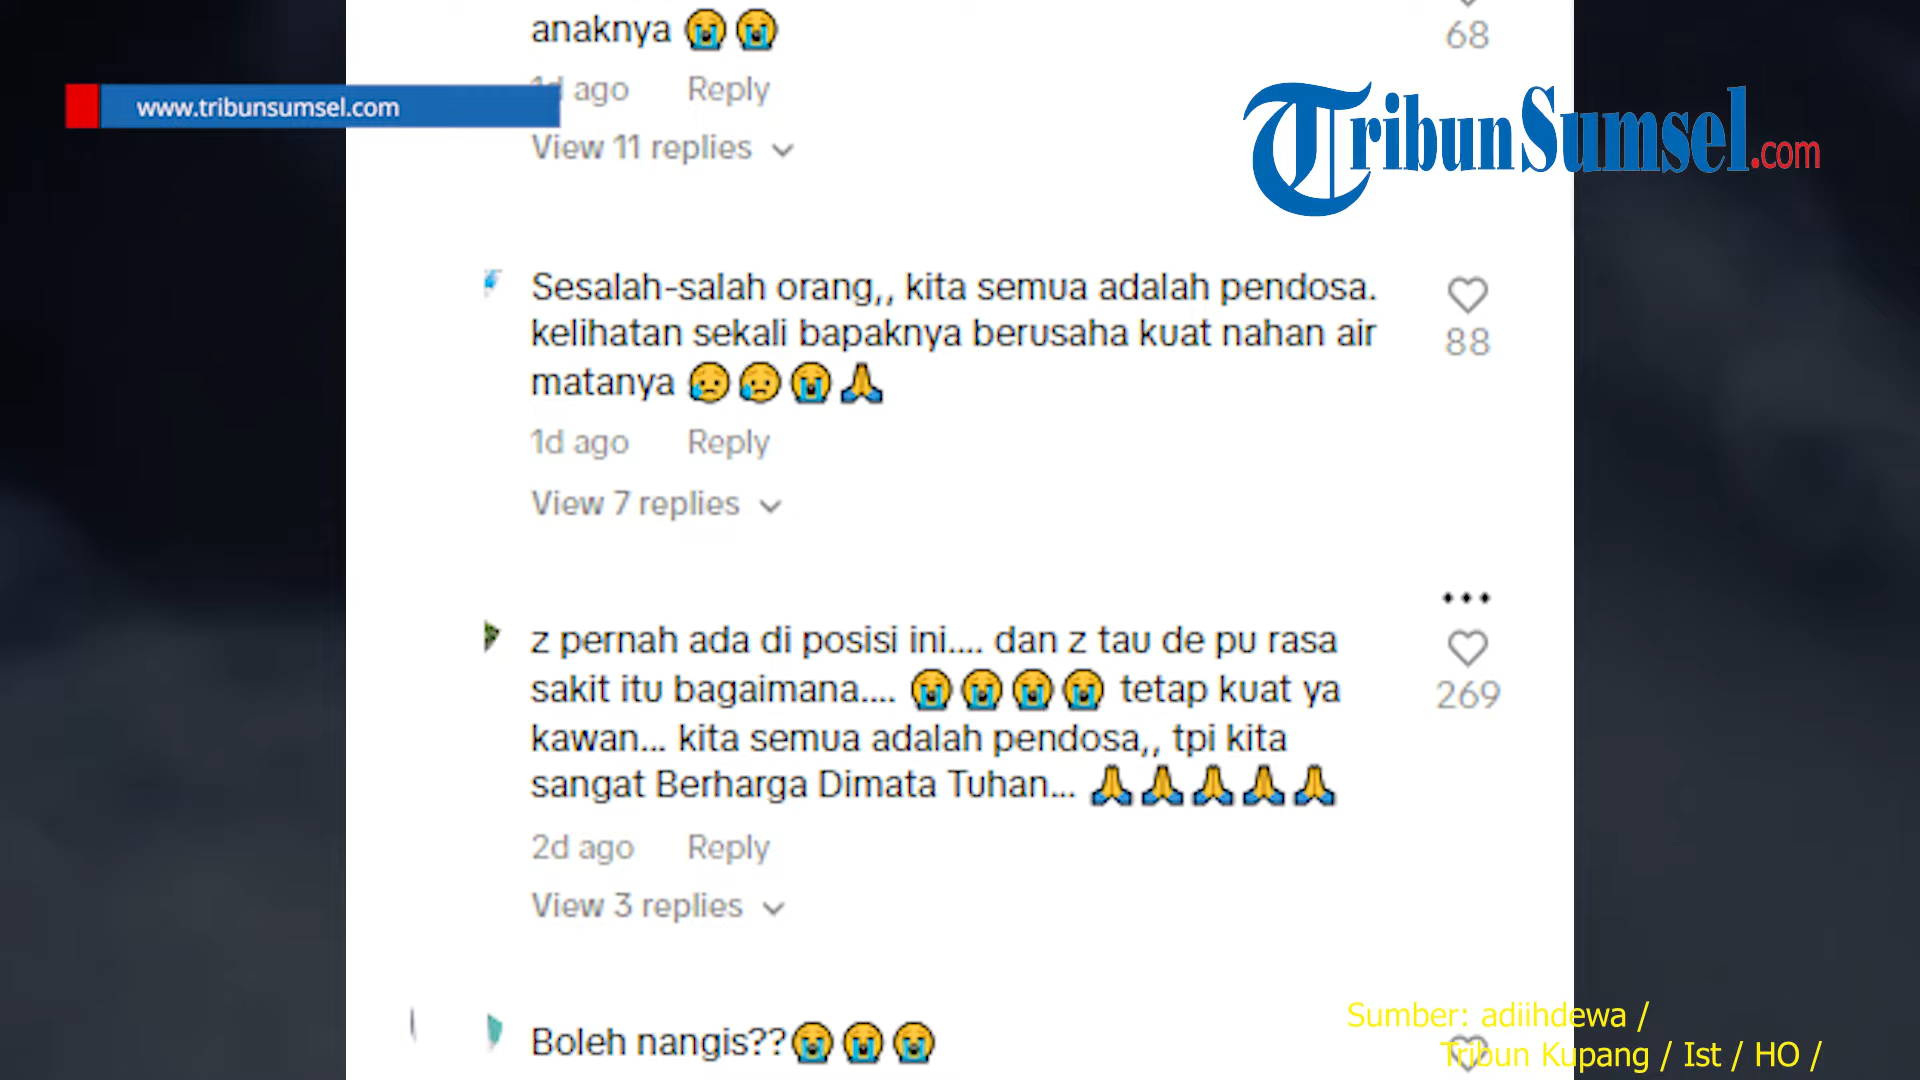 anaknya 😭😭
68
1d ago Reply
www.tribunsumsel.com
TribunSumsel.com
View 11 replies
Sesalah-salah orang,, kita semua adalah pendosa.
kelihatan sekali bapaknya berusaha kuat nahan air
matanya 😥😥😭🙏
88
1d ago Reply
View 7 replies
z pernah ada di posisi ini.... dan z tau de pu rasa
sakit itu bagaimana.... 😭😭😭😭 tetap kuat ya
kawan... kita semua adalah pendosa,, tpi kita
sangat Berharga Dimata Tuhan... 🙏🙏🙏🙏🙏
269
2d ago Reply
View 3 replies
Boleh nangis??😭😭😭
Sumber: adiihdewa /
Tribun Kupang / Ist / HO /